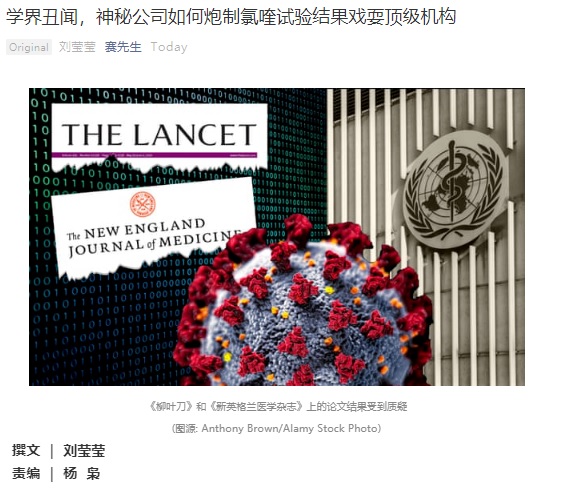 学界丑闻，神秘公司如何炮制氯喹试验结果戏耍顶级机构
Original 刘莹莹 赛先生 Today
THE LANCET
The NEW ENGLAND
JOURNAL of MEDICINE
《柳叶刀》和《新英格兰医学杂志》上的论文结果受到质疑
(图源: Anthony Brown/Alamy Stock Photo)
撰文 | 刘莹莹
责编 | 杨 枭